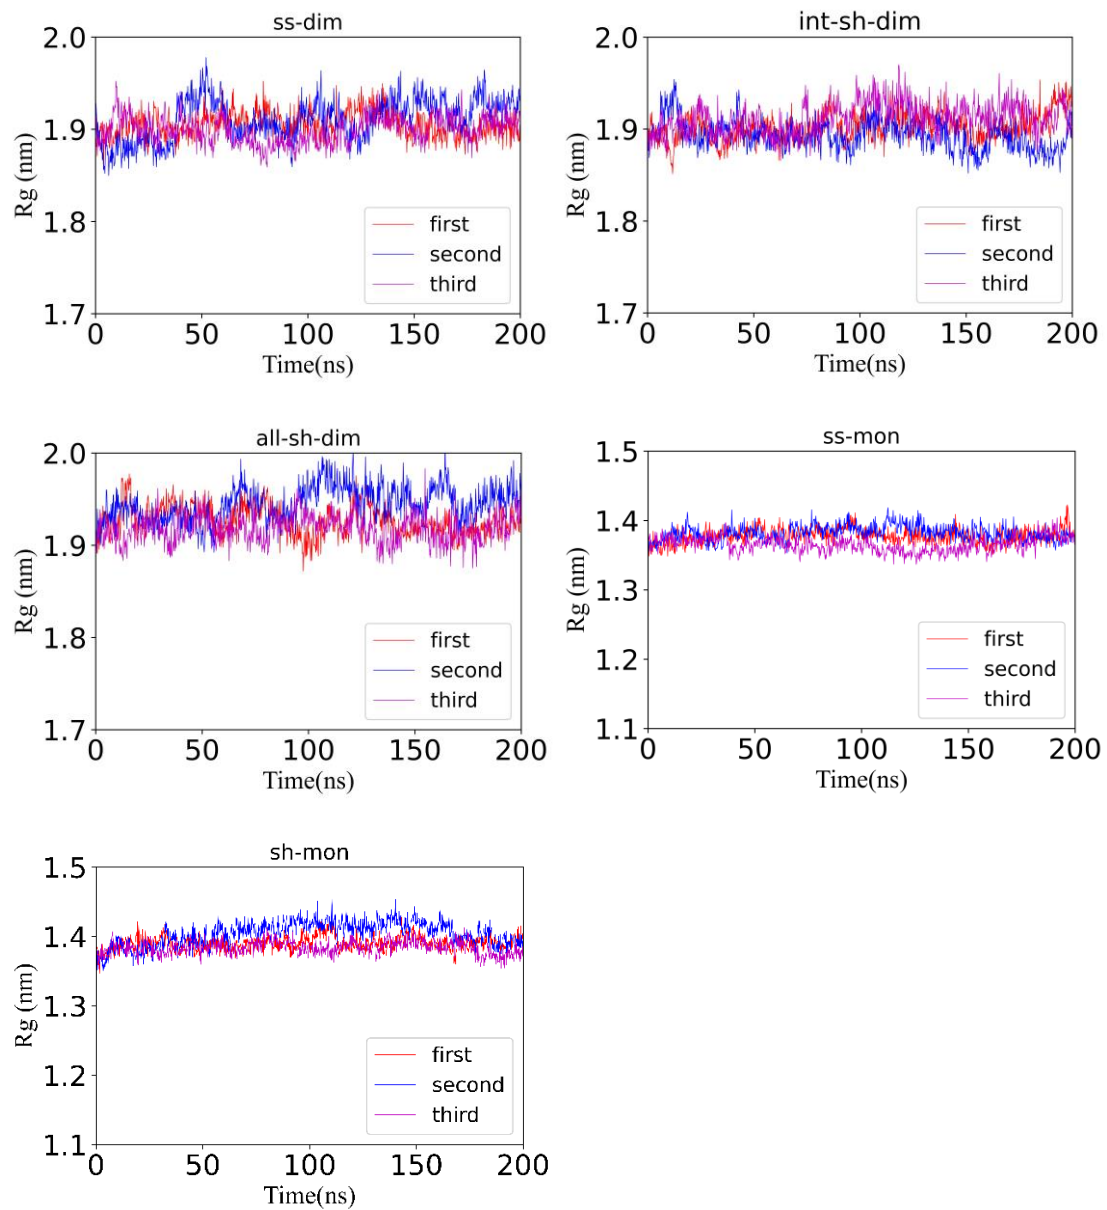 ss-dim
2.0
1.9
1.8
1.7
Rg (nm)
first
second
third
0 50 100 150 200
Time(ns)
int-sh-dim
2.0
1.9
1.8
1.7
Rg (nm)
first
second
third
0 50 100 150 200
Time(ns)
all-sh-dim
2.0
1.9
1.8
1.7
Rg (nm)
first
second
third
0 50 100 150 200
Time(ns)
ss-mon
1.5
1.4
1.3
1.2
1.1
Rg (nm)
first
second
third
0 50 100 150 200
Time(ns)
sh-mon
1.5
1.4
1.3
1.2
1.1
Rg (nm)
first
second
third
0 50 100 150 200
Time(ns)